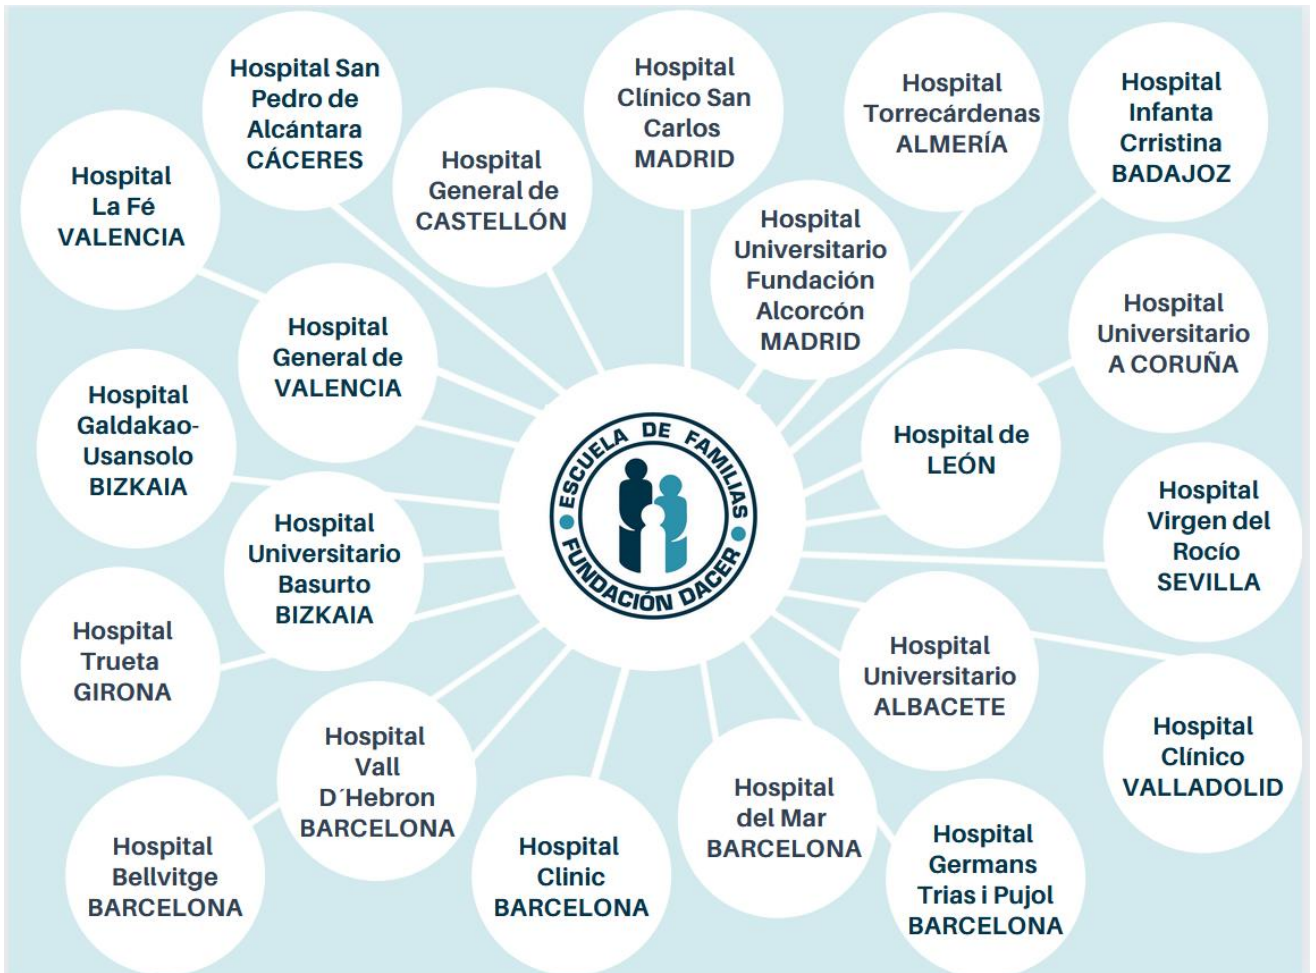 Hospital San
Pedro de
Alcántara
CÁCERES
Hospital
Clínico San
Carlos
MADRID
Hospital
Torrecárdenas
ALMERÍA
Hospital
Infanta
Crristina
BADAJOZ
Hospital
La Fé
VALENCIA
Hospital
General de
CASTELLÓN
Hospital
Universitario
Fundación
Alcorcón
MADRID
Hospital
General de
VALENCIA
Hospital
Universitario
A CORUÑA
Hospital
Galdakao-
Usansolo
BIZKAIA
ESCUELA DE FAMILIAS
FUNDACIÓN DACER
Hospital de
LEÓN
Hospital
Virgen del
Rocío
SEVILLA
Hospital
Universitario
Basurto
BIZKAIA
Hospital
Trueta
GIRONA
Hospital
Universitario
ALBACETE
Hospital
Vall
D´Hebron
BARCELONA
Hospital
Clínico
VALLADOLID
Hospital
Bellvitge
BARCELONA
Hospital
Clinic
BARCELONA
Hospital
del Mar
BARCELONA
Hospital
Germans
Trias i Pujol
BARCELONA